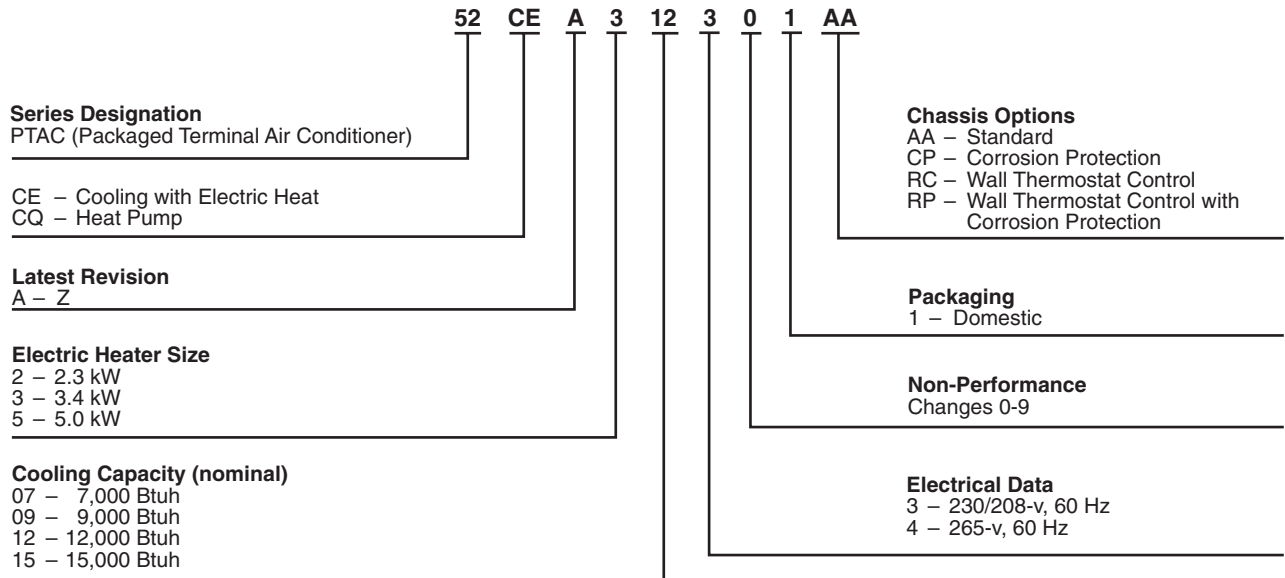 52 CE A 3 12 3 0 1 AA
Series Designation
PTAC (Packaged Terminal Air Conditioner)
CE – Cooling with Electric Heat
CQ – Heat Pump
Latest Revision
A – Z
Electric Heater Size
2 – 2.3 kW
3 – 3.4 kW
5 – 5.0 kW
Cooling Capacity (nominal)
07 – 7,000 Btuh
09 – 9,000 Btuh
12 – 12,000 Btuh
15 – 15,000 Btuh
Chassis Options
AA – Standard
CP – Corrosion Protection
RC – Wall Thermostat Control
RP – Wall Thermostat Control with
Corrosion Protection
Packaging
1 – Domestic
Non-Performance
Changes 0-9
Electrical Data
3 – 230/208-v, 60 Hz
4 – 265-v, 60 Hz